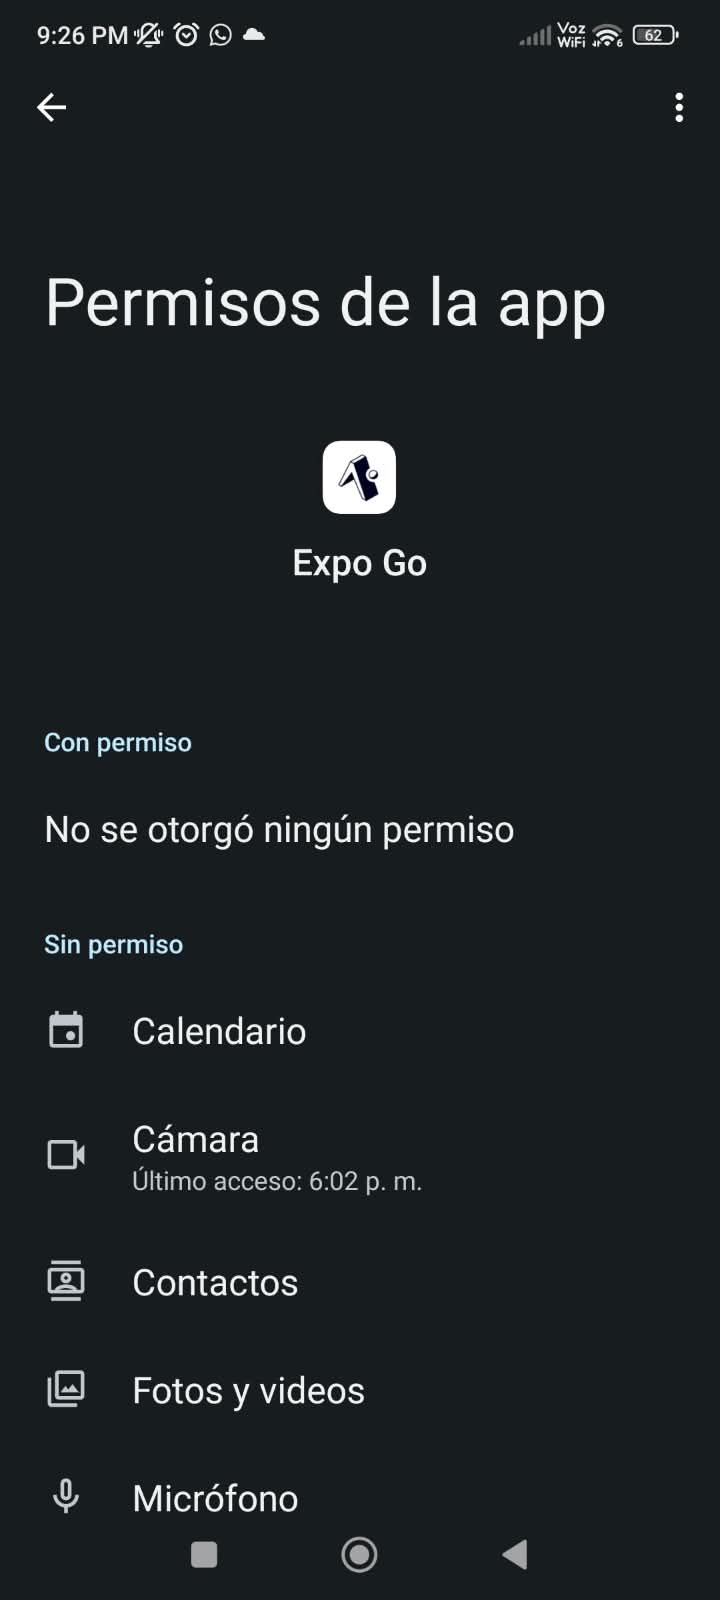 9:26 PM
Voz
WiFi
6
62
Permisos de la app
Expo Go
Con permiso
No se otorgó ningún permiso
Sin permiso
Calendario
Cámara
Último acceso: 6:02 p. m.
Contactos
Fotos y videos
Micrófono